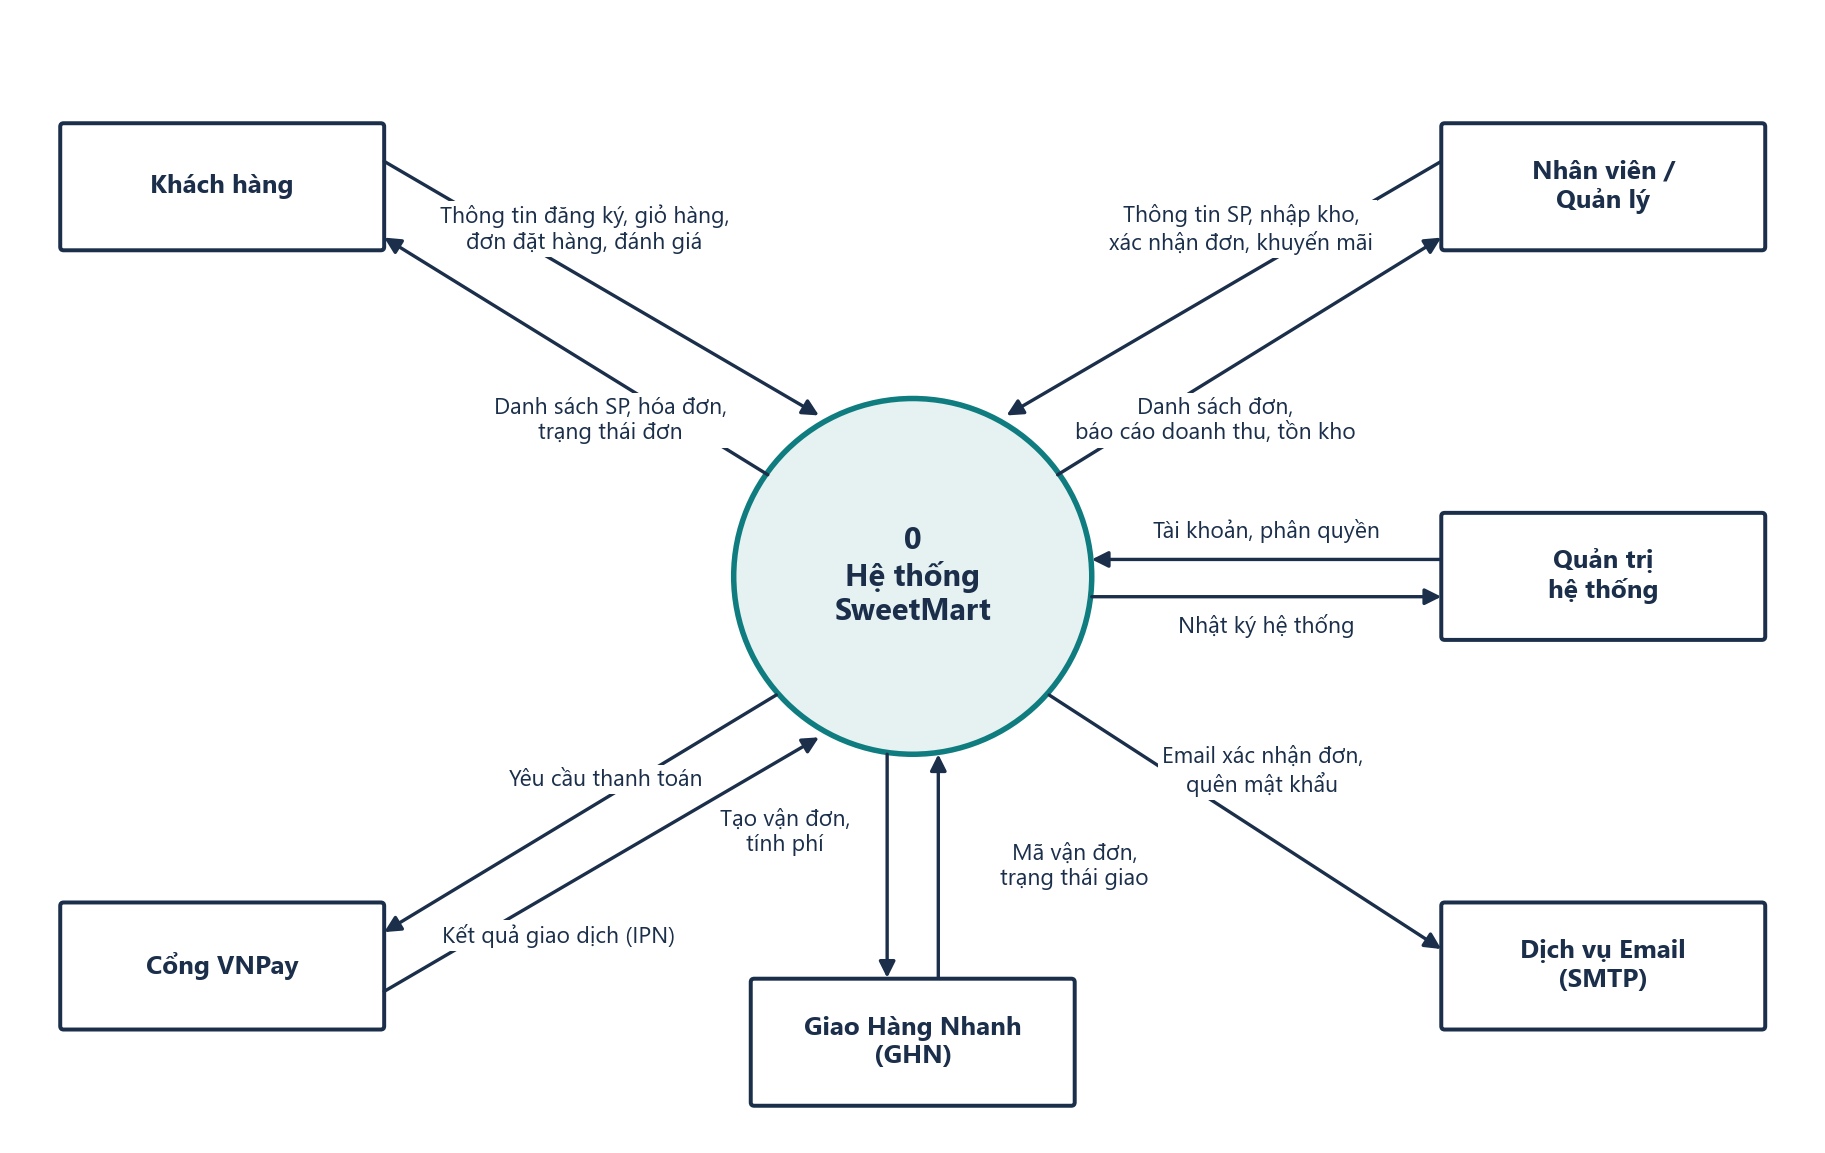 Khách hàng
Nhân viên /
Quản lý
Thông tin đăng ký, giỏ hàng,
đơn đặt hàng, đánh giá
Thông tin SP, nhập kho,
xác nhận đơn, khuyến mãi
Danh sách SP, hóa đơn,
trạng thái đơn
Danh sách đơn,
báo cáo doanh thu, tồn kho
0
Hệ thống
SweetMart
Tài khoản, phân quyền
Quản trị
hệ thống
Nhật ký hệ thống
Yêu cầu thanh toán
Email xác nhận đơn,
quên mật khẩu
Tạo vận đơn,
tính phí
Mã vận đơn,
trạng thái giao
Kết quả giao dịch (IPN)
Cổng VNPay
Giao Hàng Nhanh
(GHN)
Dịch vụ Email
(SMTP)